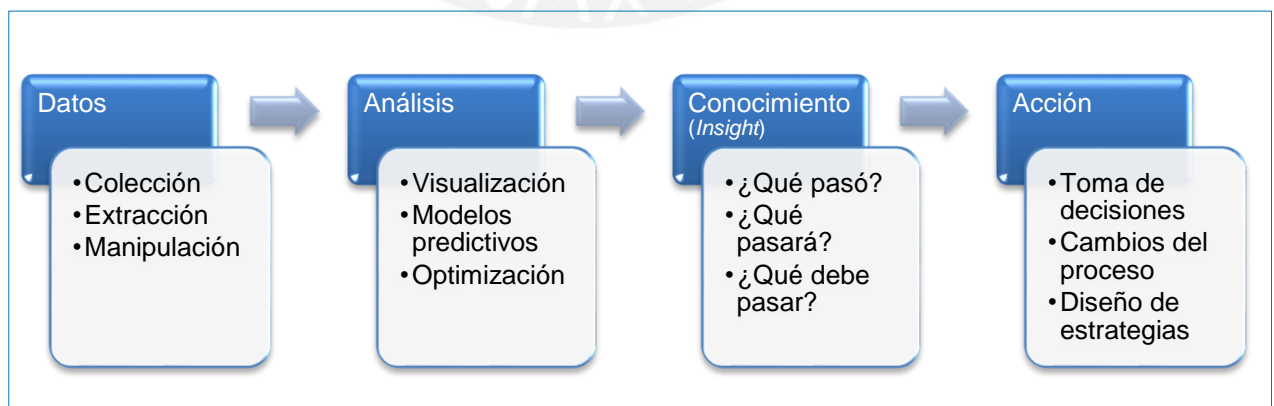 Datos
•Colección
•Extracción
•Manipulación
Análisis
•Visualización
•Modelos
predictivos
•Optimización
Conocimiento
(Insight)
•¿Qué pasó?
•¿Qué
pasará?
•¿Qué debe
pasar?
Acción
•Toma de
decisiones
•Cambios del
proceso
•Diseño de
estrategias